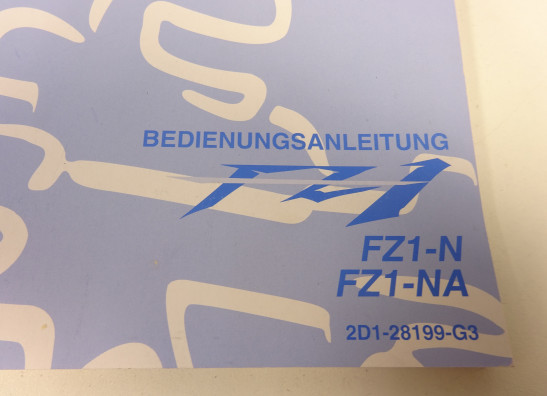 BEDIENUNGSANLEITUNG
FZ1
FZ1-N
FZ1-NA
2D1-28199-G3